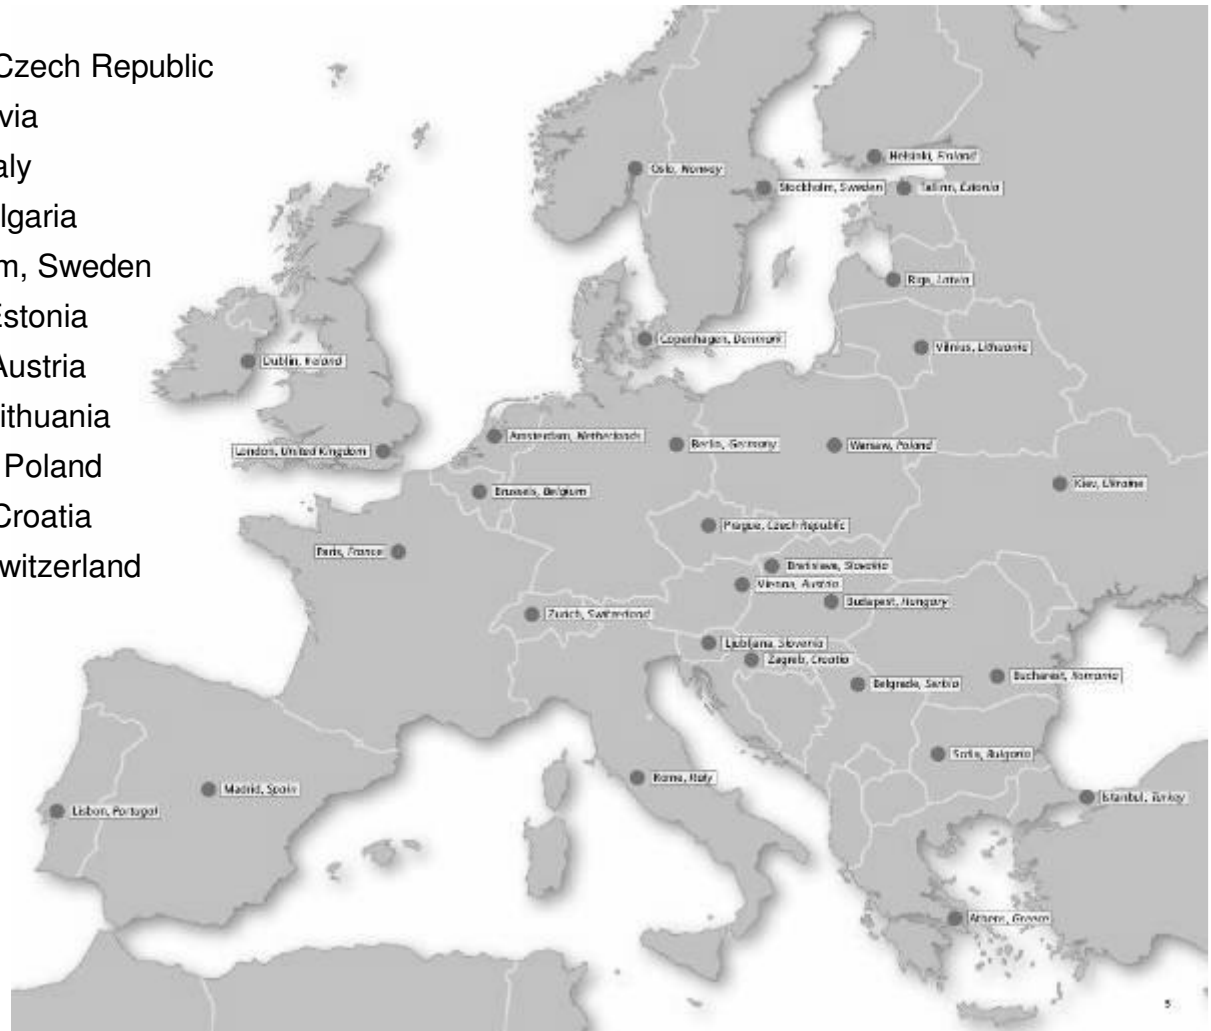 Czech Republic
via
aly
lgaria
m, Sweden
Estonia
Austria
ithuania
Poland
Croatia
witzerland
Helsinki, Finland
Oslo, Norway
Stockholm, Sweden
Tallinn, Estonia
Riga, Latvia
Copenhagen, Denmark
Vilnius, Lithuania
Dublin, Ireland
Amsterdam, Netherlands
Berlin, Germany
Warsaw, Poland
London, United Kingdom
Kiev, Ukraine
Brussels, Belgium
Prague, Czech Republic
Paris, France
Bratislava, Slovakia
Vienna, Austria
Budapest, Hungary
Zurich, Switzerland
Ljubljana, Slovenia
Zagreb, Croatia
Bucharest, Romania
Belgrade, Serbia
Sofia, Bulgaria
Rome, Italy
Madrid, Spain
Istanbul, Turkey
Lisbon, Portugal
Athens, Greece
5